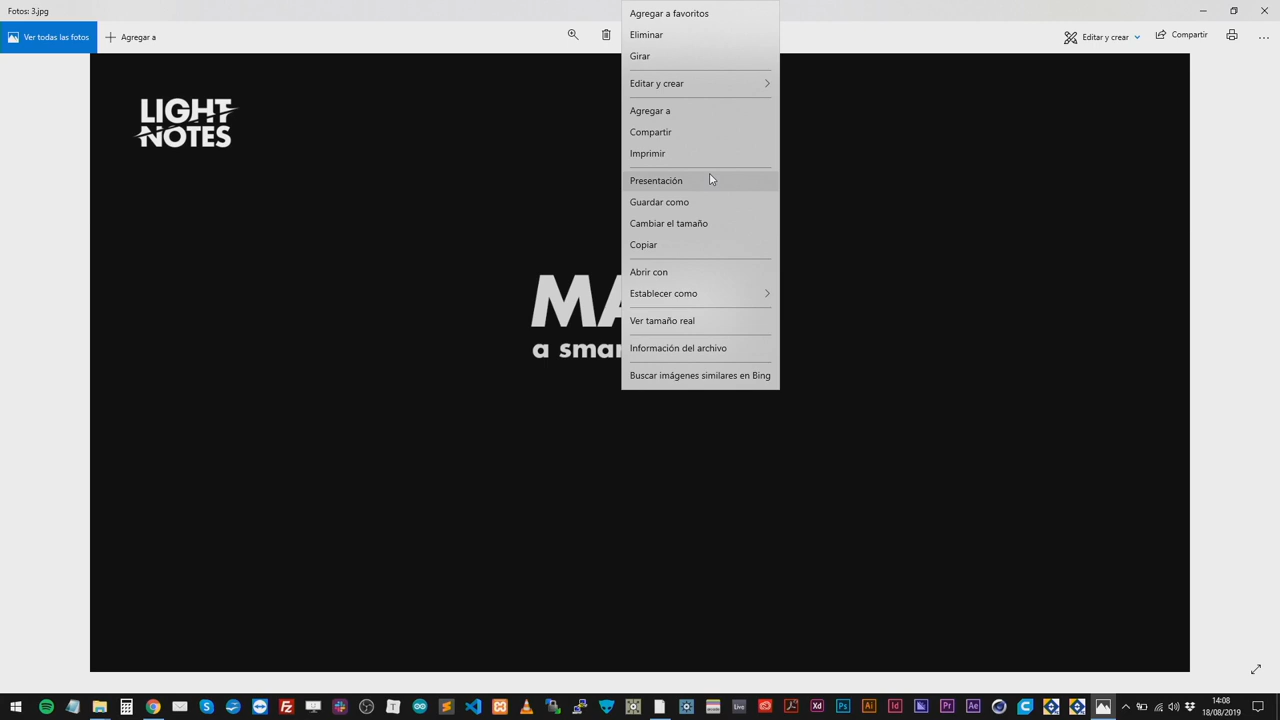 Fotos: 3.jpg
Ver todas las fotos
Agregar a
Editar y crear
Compartir
Agregar a favoritos
Eliminar
Girar
Editar y crear
Agregar a
Compartir
Imprimir
Presentación
Guardar como
Cambiar el tamaño
Copiar
Abrir con
Establecer como
Ver tamaño real
Información del archivo
Buscar imágenes similares en Bing
LIGHT
NOTES
a
14:08
18/08/2019